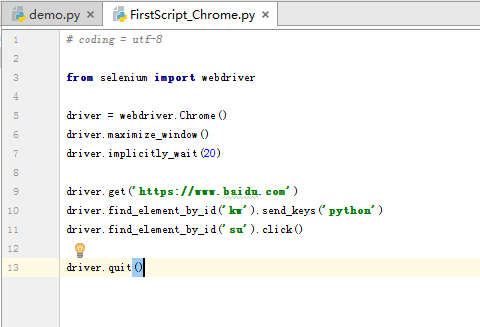 demo.py
FirstScript_Chrome.py
1 # coding = utf-8
2
3 from selenium import webdriver
4
5 driver = webdriver.Chrome()
6 driver.maximize_window()
7 driver.implicitly_wait(20)
8
9 driver.get('https://www.baidu.com')
10 driver.find_element_by_id('kw').send_keys('python')
11 driver.find_element_by_id('su').click()
12
13 driver.quit()